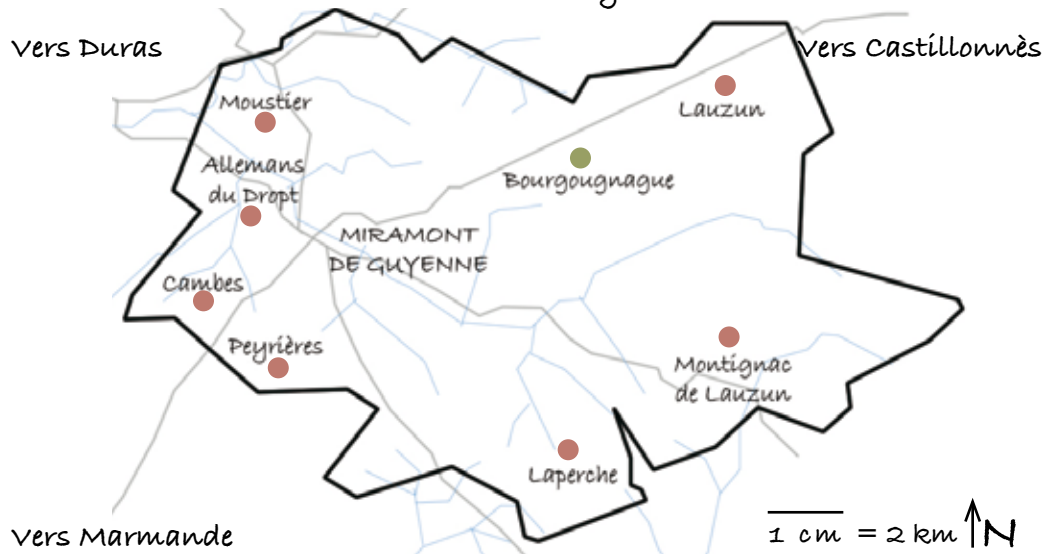 Vers Duras
Vers Castillonnès
Moustier
Lauzun
Allemans
du Dropt
Bourgougnague
MIRAMONT
DE GUYENNE
Cambes
Peyrières
Montignac
de Lauzun
Laperche
Vers Marmande
1 cm = 2 km N